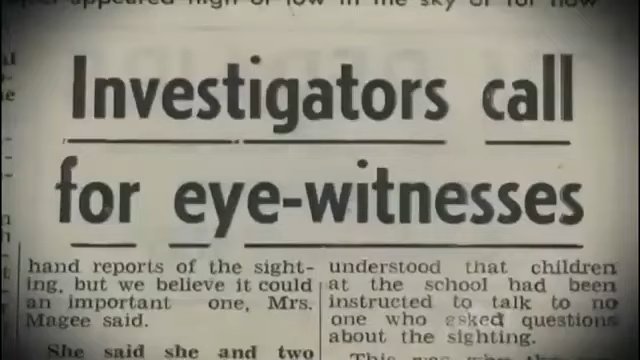 appeared high or low in the sky or for how
Investigators call
for eye-witnesses
hand reports of the sight-
ing, but we believe it could
an important one, Mrs.
Magee said.
She said she and two
understood that children
at the school had been
instructed to talk to no
one who asked questions
about the sighting.
This was